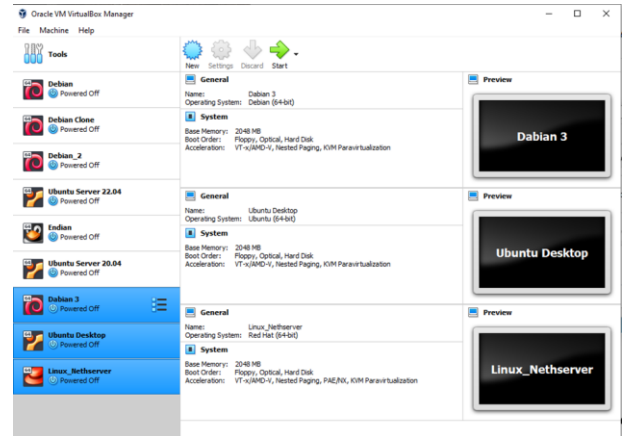 Oracle VM VirtualBox Manager
File Machine Help
Tools
New Settings Discard Start
Debian
Powered Off
Debian Clone
Powered Off
Debian_2
Powered Off
Ubuntu Server 22.04
Powered Off
Endian
Powered Off
Ubuntu Server 20.04
Powered Off
Dabian 3
Powered Off
Ubuntu Desktop
Powered Off
Linux_Nethserver
Powered Off
General
Name: Dabian 3
Operating System: Debian (64-bit)
System
Base Memory: 2048 MB
Boot Order: Floppy, Optical, Hard Disk
Acceleration: VT-x/AMD-V, Nested Paging, KVM Paravirtualization
Preview
Dabian 3
General
Name: Ubuntu Desktop
Operating System: Ubuntu (64-bit)
System
Base Memory: 2048 MB
Boot Order: Floppy, Optical, Hard Disk
Acceleration: VT-x/AMD-V, Nested Paging, KVM Paravirtualization
Preview
Ubuntu Desktop
General
Name: Linux_Nethserver
Operating System: Red Hat (64-bit)
System
Base Memory: 2048 MB
Boot Order: Floppy, Optical, Hard Disk
Acceleration: VT-x/AMD-V, Nested Paging, PAE/NX, KVM Paravirtualization
Preview
Linux_Nethserver